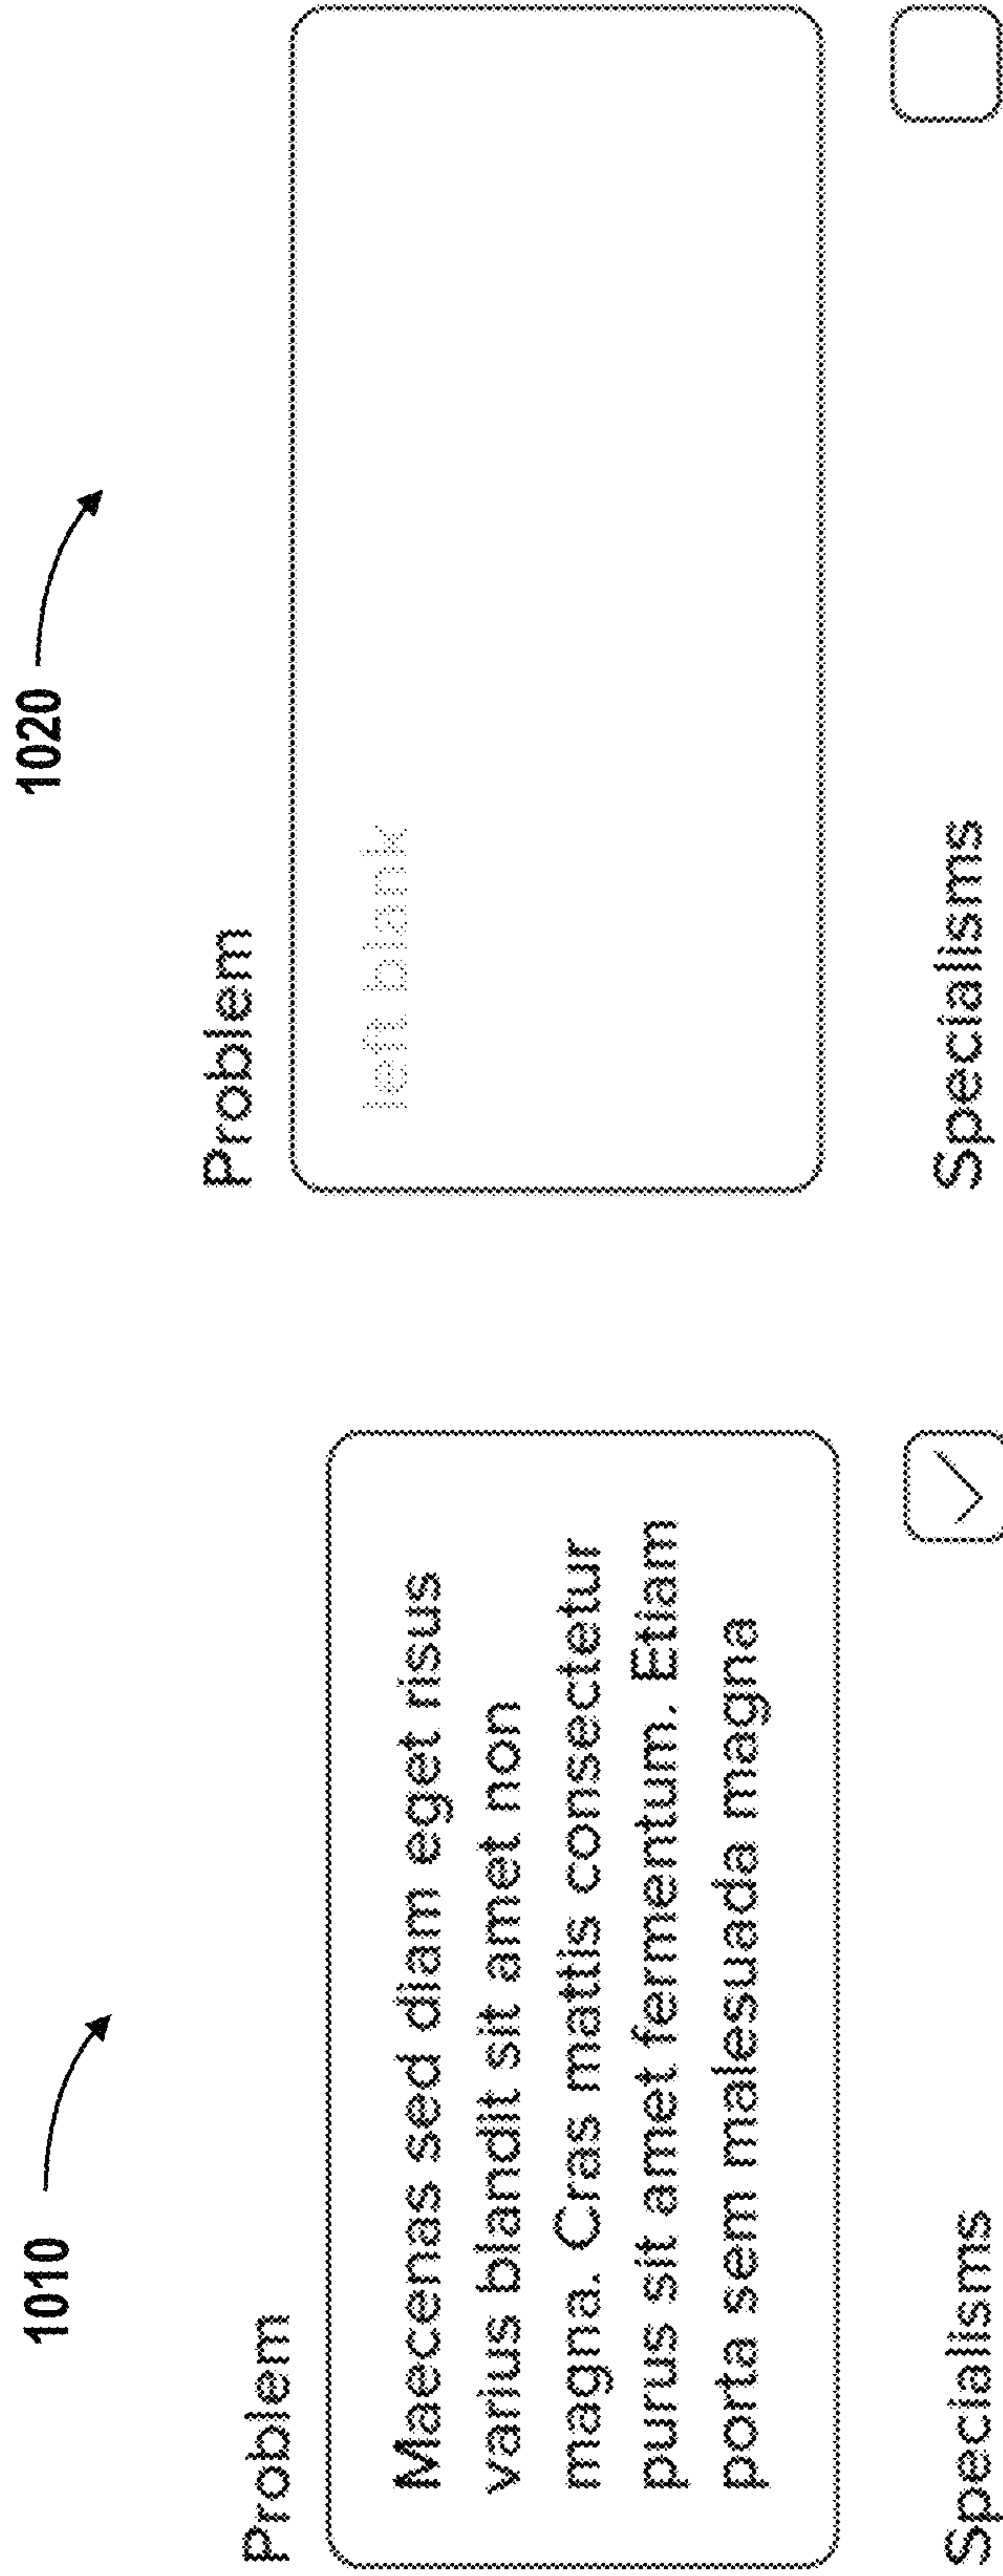 1010
Problem
Maecenas sed diam eget risus
varius blandit sit amet non
magna. Cras mattis consectetur
purus sit amet fermentum. Etiam
porta sem malesuada magna
Specialisms
1020
Problem
left blank
Specialisms